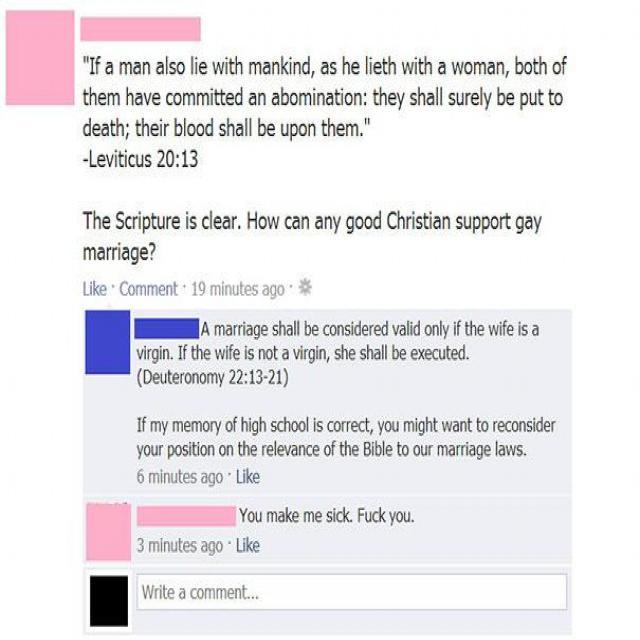 "If a man also lie with mankind, as he lieth with a woman, both of
them have committed an abomination: they shall surely be put to
death; their blood shall be upon them."
-Leviticus 20:13
The Scripture is clear. How can any good Christian support gay
marriage?
Like · Comment · 19 minutes ago ·
A marriage shall be considered valid only if the wife is a
virgin. If the wife is not a virgin, she shall be executed.
(Deuteronomy 22:13-21)
If my memory of high school is correct, you might want to reconsider
your position on the relevance of the Bible to our marriage laws.
6 minutes ago · Like
You make me sick. Fuck you.
3 minutes ago · Like
Write a comment...